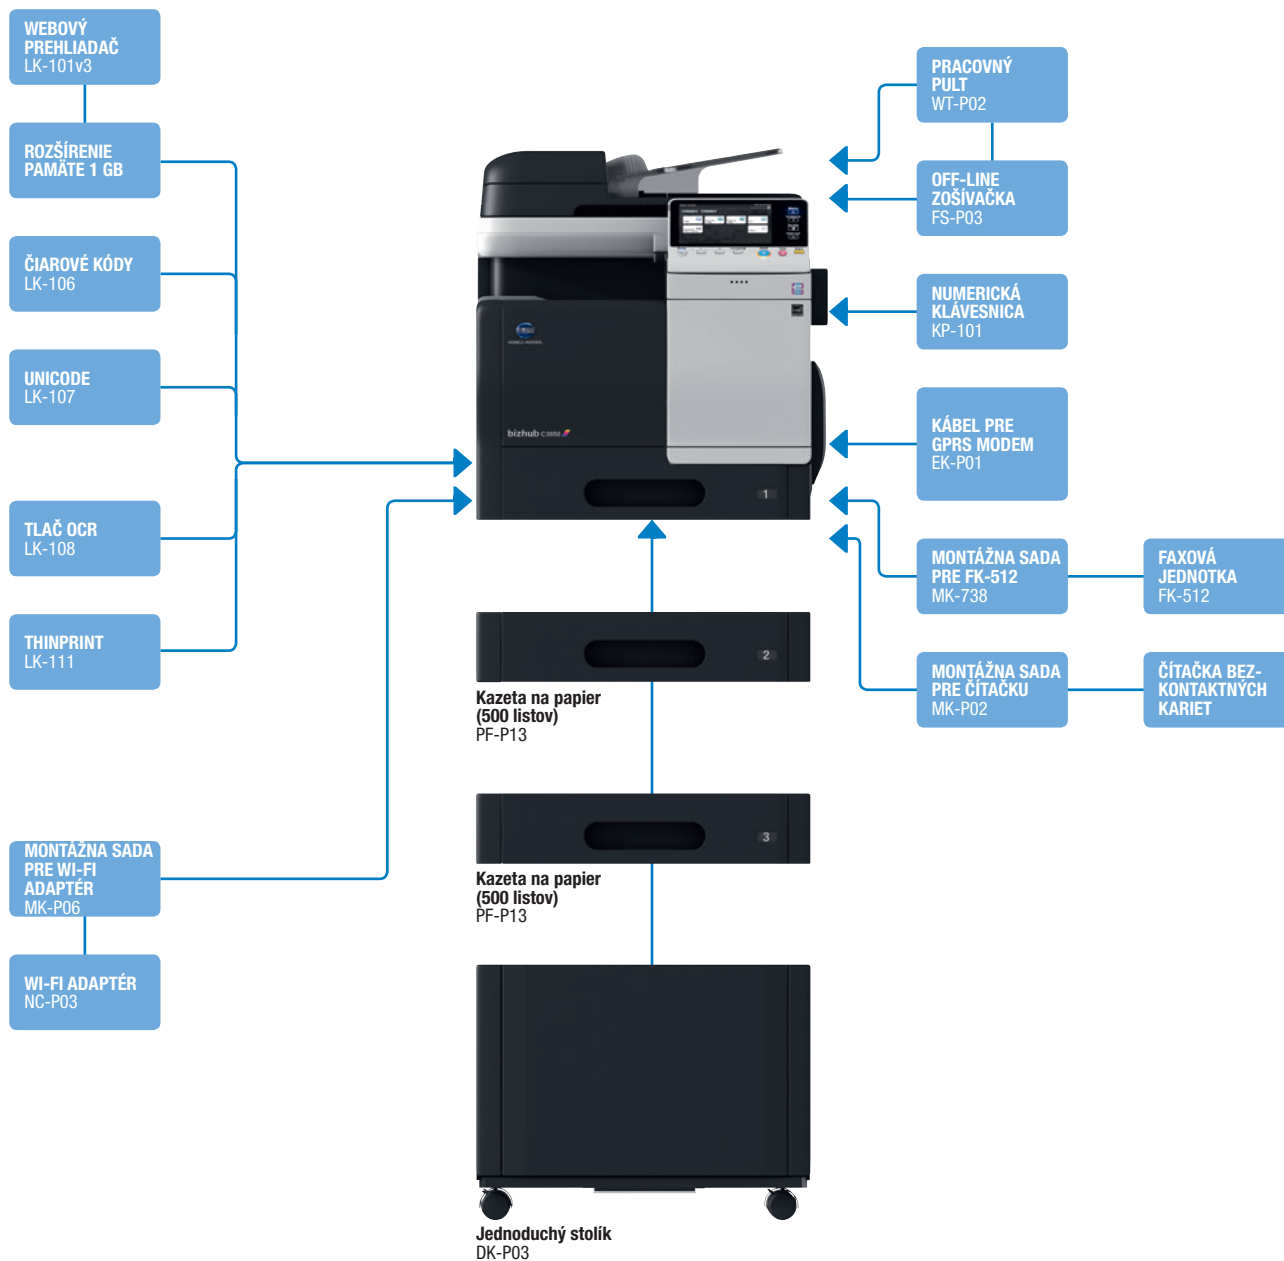 WEBOVÝ
PREHLIADAČ
LK-101v3
ROZŠÍRENIE
PAMÄTE 1 GB
ČIAROVÉ KÓDY
LK-106
UNICODE
LK-107
TLAČ OCR
LK-108
THINPRINT
LK-111
MONTÁŽNA SADA
PRE WI-FI
ADAPTÉR
MK-P06
WI-FI ADAPTÉR
NC-P03
KONICA MINOLTA
bizhub C3850
1
2
Kazeta na papier
(500 listov)
PF-P13
3
Kazeta na papier
(500 listov)
PF-P13
Jednoduchý stolík
DK-P03
PRACOVNÝ
PULT
WT-P02
OFF-LINE
ZOŠÍVAČKA
FS-P03
NUMERICKÁ
KLÁVESNICA
KP-101
KÁBEL PRE
GPRS MODEM
EK-P01
MONTÁŽNA SADA
PRE FK-512
MK-738
FAXOVÁ
JEDNOTKA
FK-512
MONTÁŽNA SADA
PRE ČÍTAČKU
MK-P02
ČÍTAČKA BEZ-
KONTAKTNÝCH
KARIET